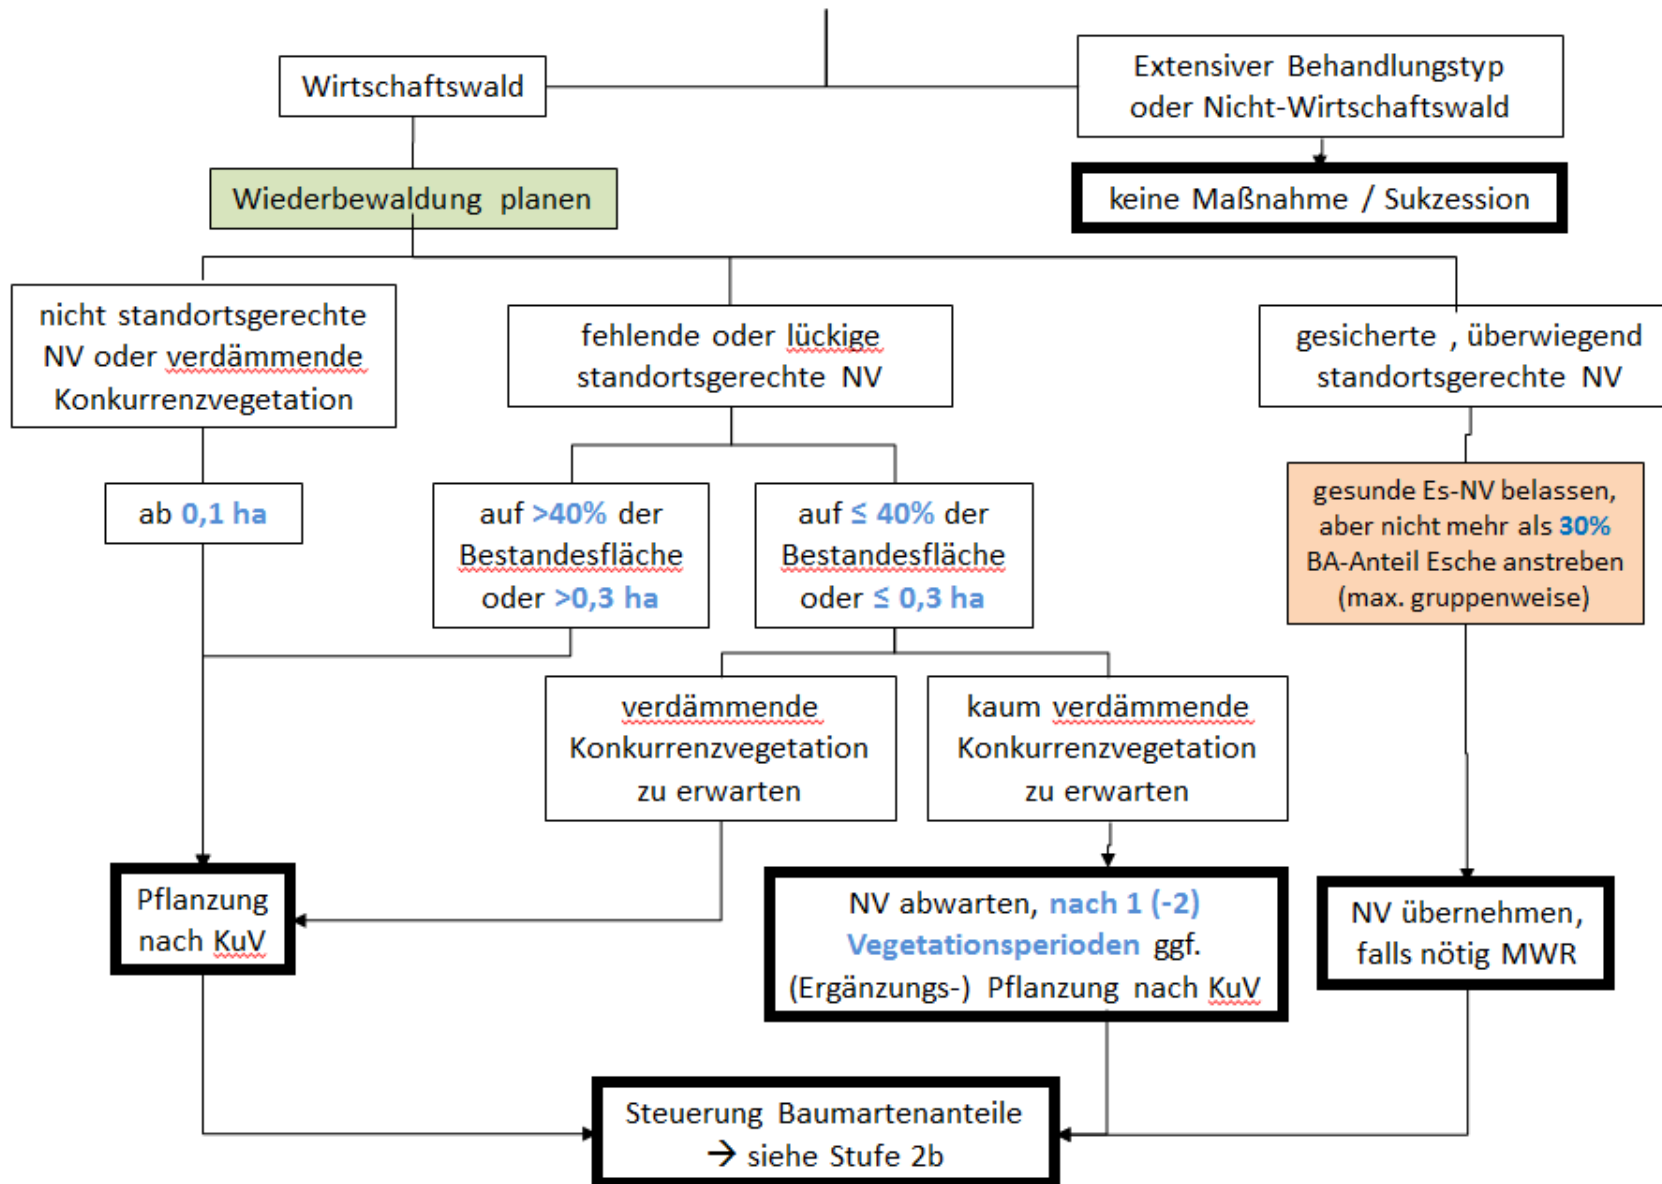 Wirtschaftswald
Extensiver Behandlungstyp
oder Nicht-Wirtschaftswald
Wiederbewaldung planen
keine Maßnahme / Sukzession
nicht standortsgerechte
NV oder verdämmende
Konkurrenzvegetation
fehlende oder lückige
standortsgerechte NV
gesicherte , überwiegend
standortsgerechte NV
ab 0,1 ha
auf >40% der
Bestandesfläche
oder >0,3 ha
auf ≤ 40% der
Bestandesfläche
oder ≤ 0,3 ha
gesunde Es-NV belassen,
aber nicht mehr als 30%
BA-Anteil Esche anstreben
(max. gruppenweise)
verdämmende
Konkurrenzvegetation
zu erwarten
kaum verdämmende
Konkurrenzvegetation
zu erwarten
Pflanzung
nach KuV
NV abwarten, nach 1 (-2)
Vegetationsperioden ggf.
(Ergänzungs-) Pflanzung nach KuV
NV übernehmen,
falls nötig MWR
Steuerung Baumartenanteile
→ siehe Stufe 2b